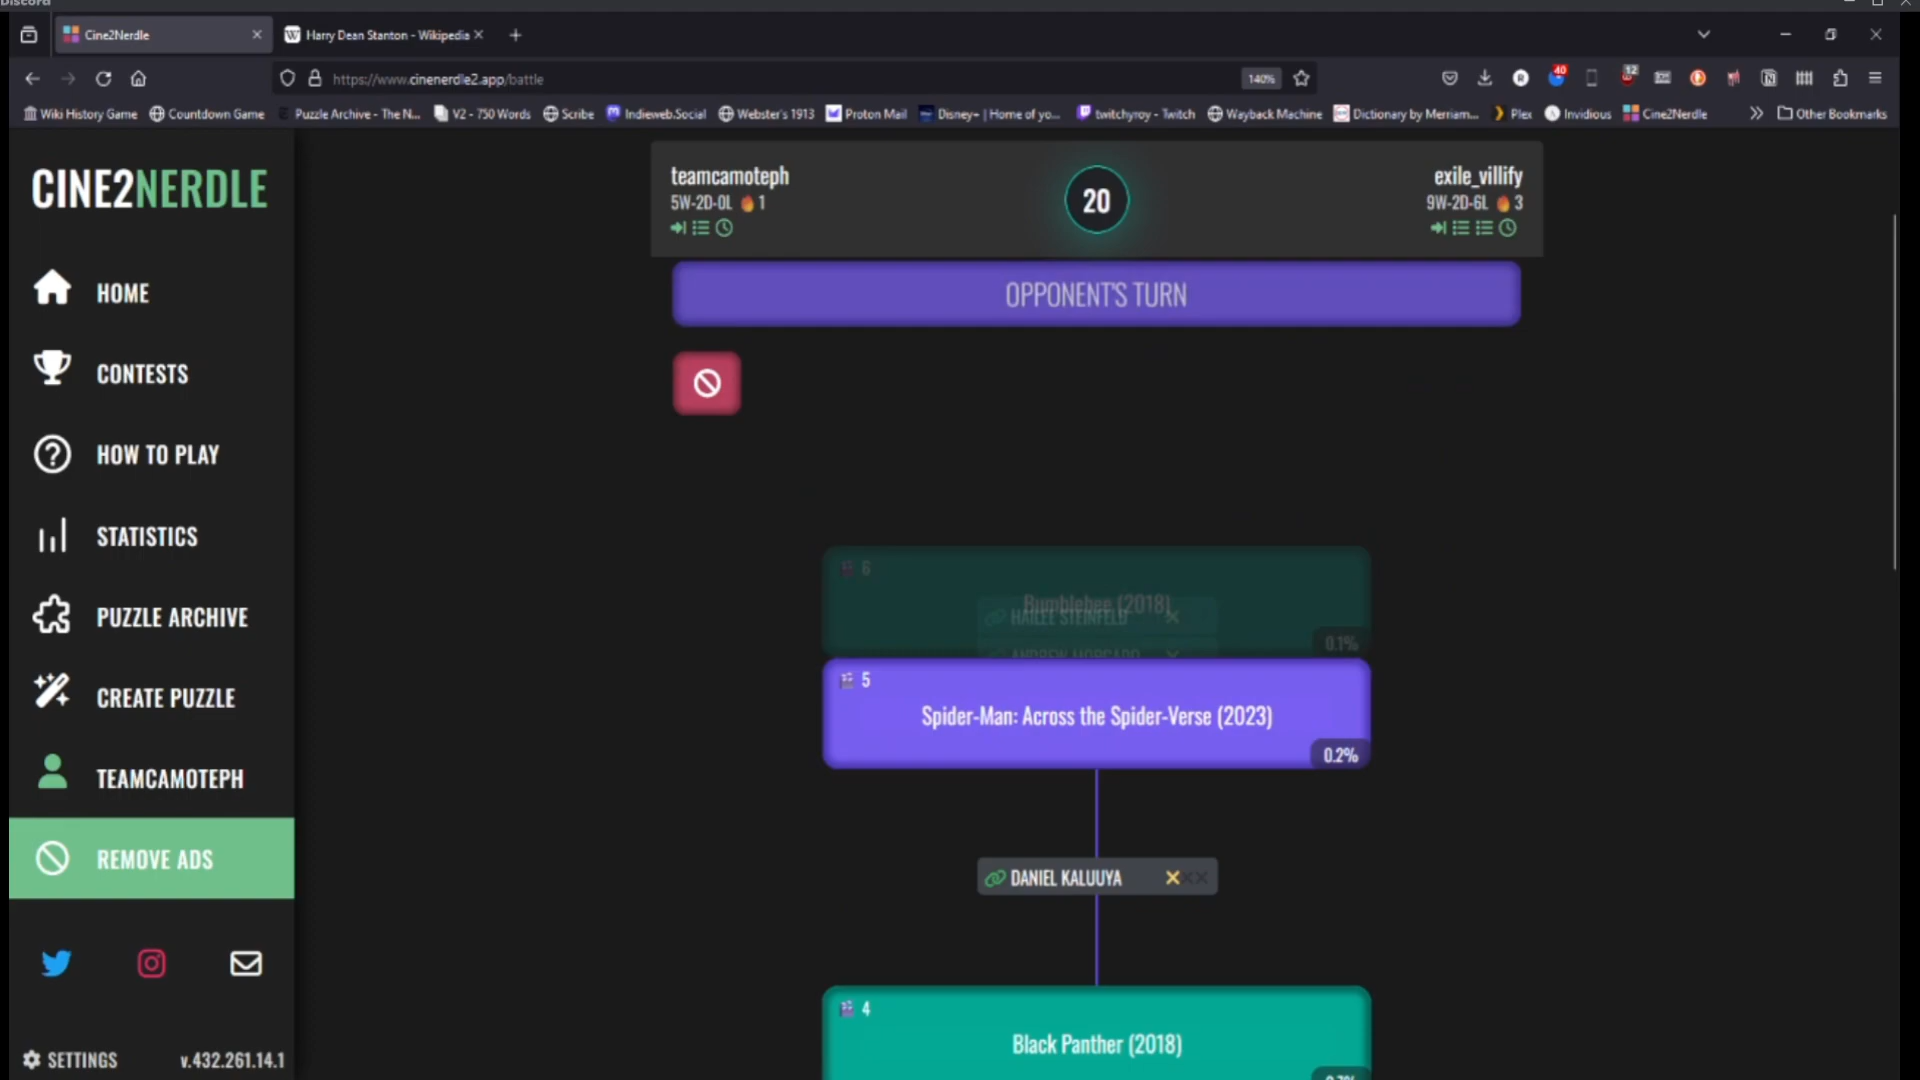 Discord
Cine2Nerdle
Harry Dean Stanton - Wikipedia
https://www.cinenerdle2.app/battle
140%
40
12
Wiki History Game
Countdown Game
Puzzle Archive - The N...
V2 - 750 Words
Scribe
Indieweb.Social
Webster's 1913
Proton Mail
Disney+ | Home of yo...
twitchyroy - Twitch
Wayback Machine
Dictionary by Merriam...
Plex
Invidious
Cine2Nerdle
Other Bookmarks
CINE2NERDLE
HOME
CONTESTS
HOW TO PLAY
STATISTICS
PUZZLE ARCHIVE
CREATE PUZZLE
TEAMCAMOTEPH
REMOVE ADS
SETTINGS
v.432.261.14.1
teamcamoteph
5W-2D-0L 1
20
exile_villify
9W-2D-6L 3
OPPONENT'S TURN
6
Bumblebee (2018)
HAILEE STEINFELD
ANDREW MORGADO
0.1%
5
Spider-Man: Across the Spider-Verse (2023)
0.2%
DANIEL KALUUYA
4
Black Panther (2018)